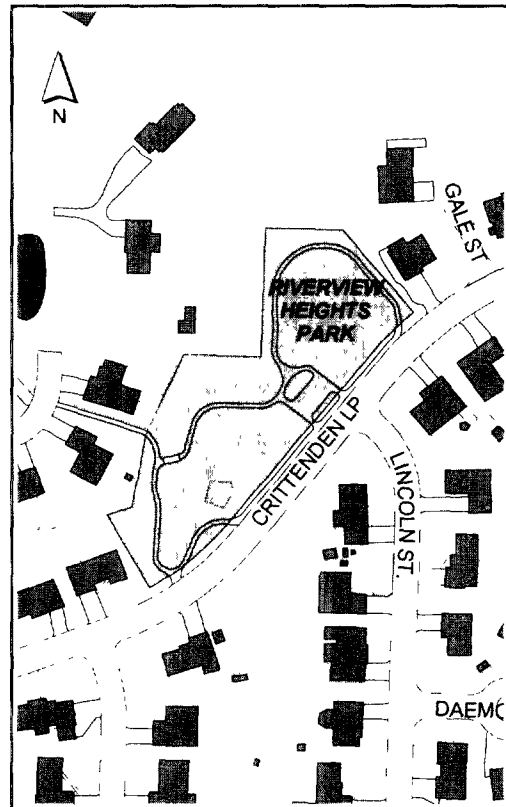 N
GALE ST
RIVERVIEW
HEIGHTS
PARK
CRITTENDEN LP
LINCOLN ST.
DAEMO